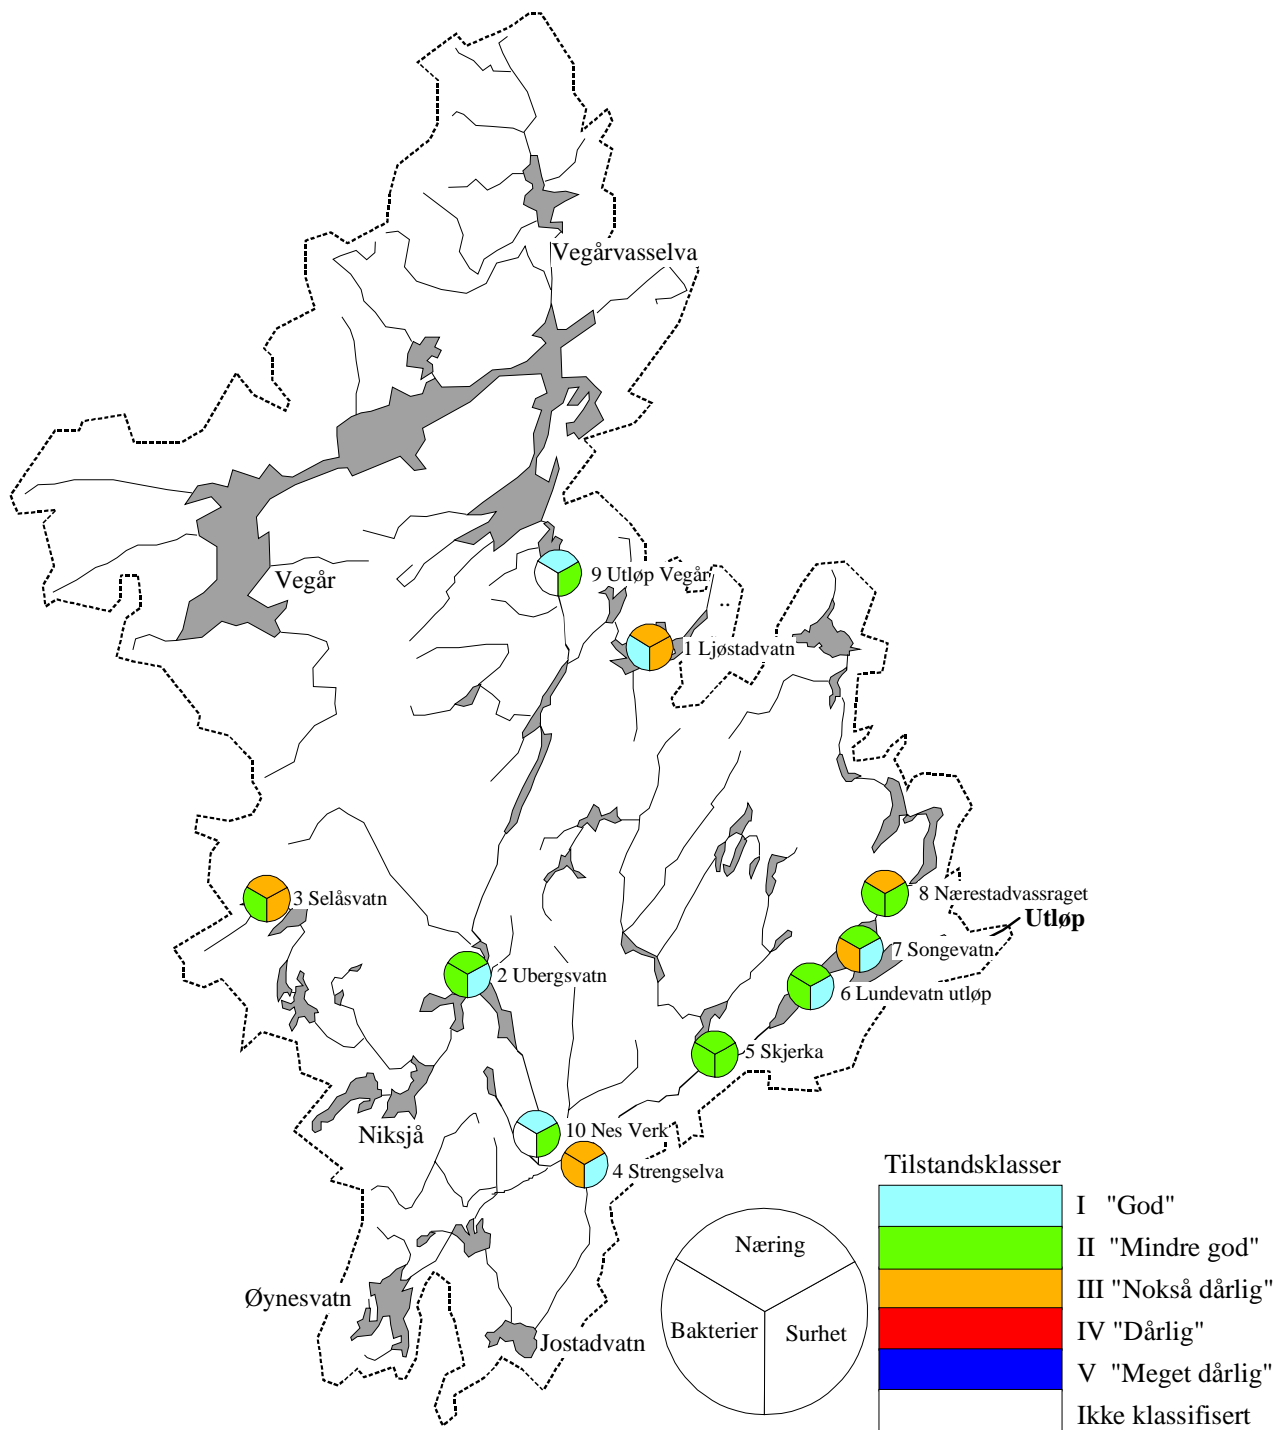 Vegårvasselva
Vegår
9 Utløp Vegår
1 Ljøstadvatn
3 Selåsvatn
8 Nærestadvassraget
Utløp
7 Songevatn
2 Ubergsvatn
6 Lundevatn utløp
5 Skjerka
Niksjå
10 Nes Verk
4 Strengselva
Øynesvatn
Jostadvatn
Næring
Bakterier
Surhet
Tilstandsklasser
I "God"
II "Mindre god"
III "Nokså dårlig"
IV "Dårlig"
V "Meget dårlig"
Ikke klassifisert